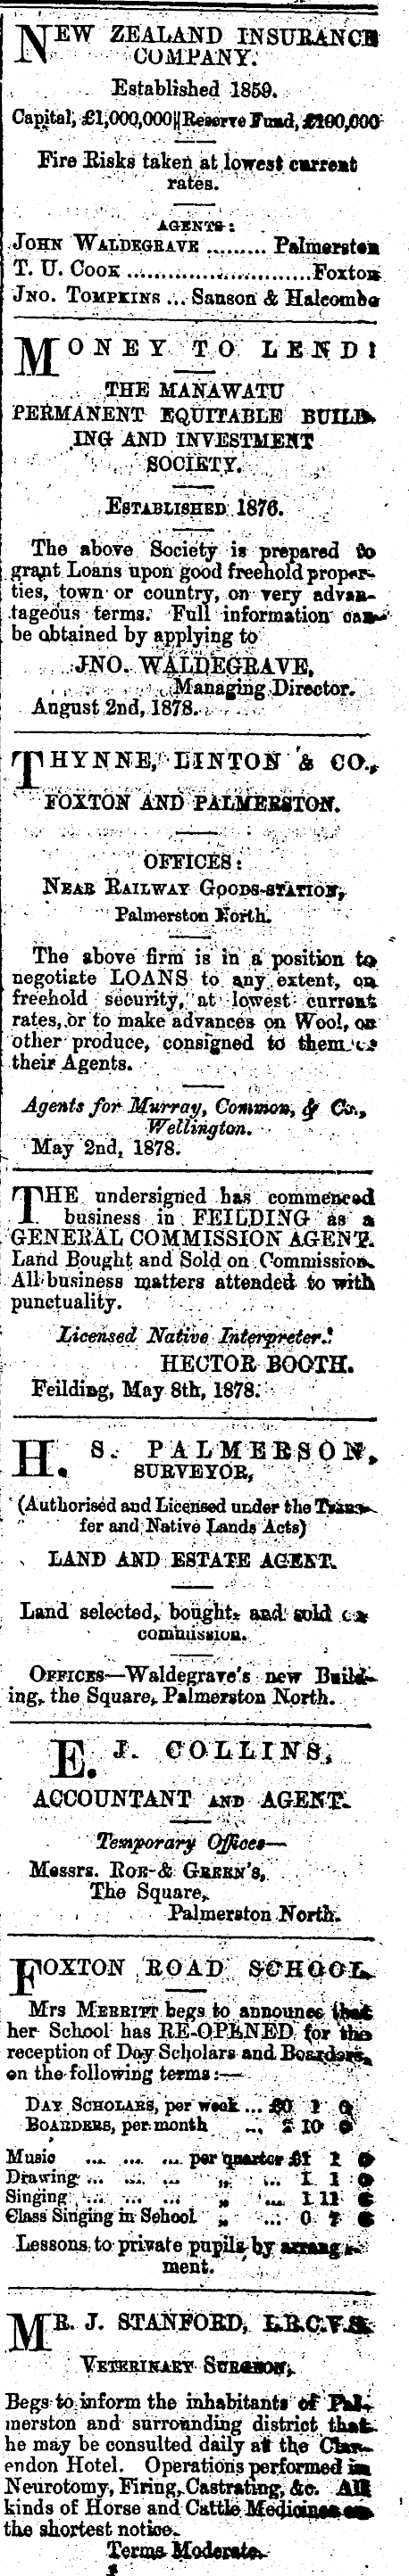 NEW ZEALAND INSURANCE
COMPANY.
Established 1859.
Capital, £1,000,000 || Reserve Fund, £100,000
Fire Risks taken at lowest current
rates.
AGENTS:
JOHN WALDEGRAVE ......... Palmerston
T. U. COOK ............................ Foxton
JNO. TOMPKINS ... Sanson & Halcombe
MONEY TO LEND!
THE MANAWATU
PERMANENT EQUITABLE BUILD-
ING AND INVESTMENT
SOCIETY.
ESTABLISHED 1876.
The above Society is prepared to
grant Loans upon good freehold proper-
ties, town or country, on very advan-
tageous terms. Full information can
be obtained by applying to
JNO. WALDEGRAVE,
Managing Director.
August 2nd, 1878.
THYNNE, LINTON & CO.,
FOXTON AND PALMERSTON.
OFFICES:
NEAR RAILWAY GOODS-STATION,
Palmerston North.
The above firm is in a position to
negotiate LOANS to any extent, on
freehold security, at lowest current
rates, or to make advances on Wool, or
other produce, consigned to them as
their Agents.
Agents for Murray, Common, & Co.,
Wellington.
May 2nd, 1878.
THE undersigned has commenced
business in FEILDING as a
GENERAL COMMISSION AGENT.
Land Bought and Sold on Commission.
All business matters attended to with
punctuality.
Licensed Native Interpreter.
HECTOR BOOTH.
Feilding, May 8th, 1878.
H. S. PALMERSON,
SURVEYOR,
(Authorised and Licensed under the Trans-
fer and Native Lands Acts)
LAND AND ESTATE AGENT.
Land selected, bought, and sold on
commission.
OFFICES—Waldegrave's new Build-
ing, the Square, Palmerston North.
E. J. COLLINS,
ACCOUNTANT AND AGENT.
Temporary Offices—
Messrs. ROE & GREEN'S,
The Square,
Palmerston North.
FOXTON ROAD SCHOOL.
Mrs MERRITT begs to announce that
her School has RE-OPENED for the
reception of Day Scholars and Boarders,
on the following terms:—
DAY SCHOLARS, per week ... £0 1
BOARDERS, per month ... 2 10
Music ... ... ... per quarter £1 1
Drawing ... ... ... „ ... 1 1
Singing ... ... ... „ ... 1 11
Class Singing in School „ ... 0 7
Lessons to private pupils by arrange-
ment.
MR. J. STANFORD, L.R.C.V.S.
VETERINARY SURGEON,
Begs to inform the inhabitants of Pal-
merston and surrounding district that
he may be consulted daily at the Clar-
endon Hotel. Operations performed in
Neurotomy, Firing, Castrating, &c. All
kinds of Horse and Cattle Medicines on
the shortest notice.
Terms Moderate.